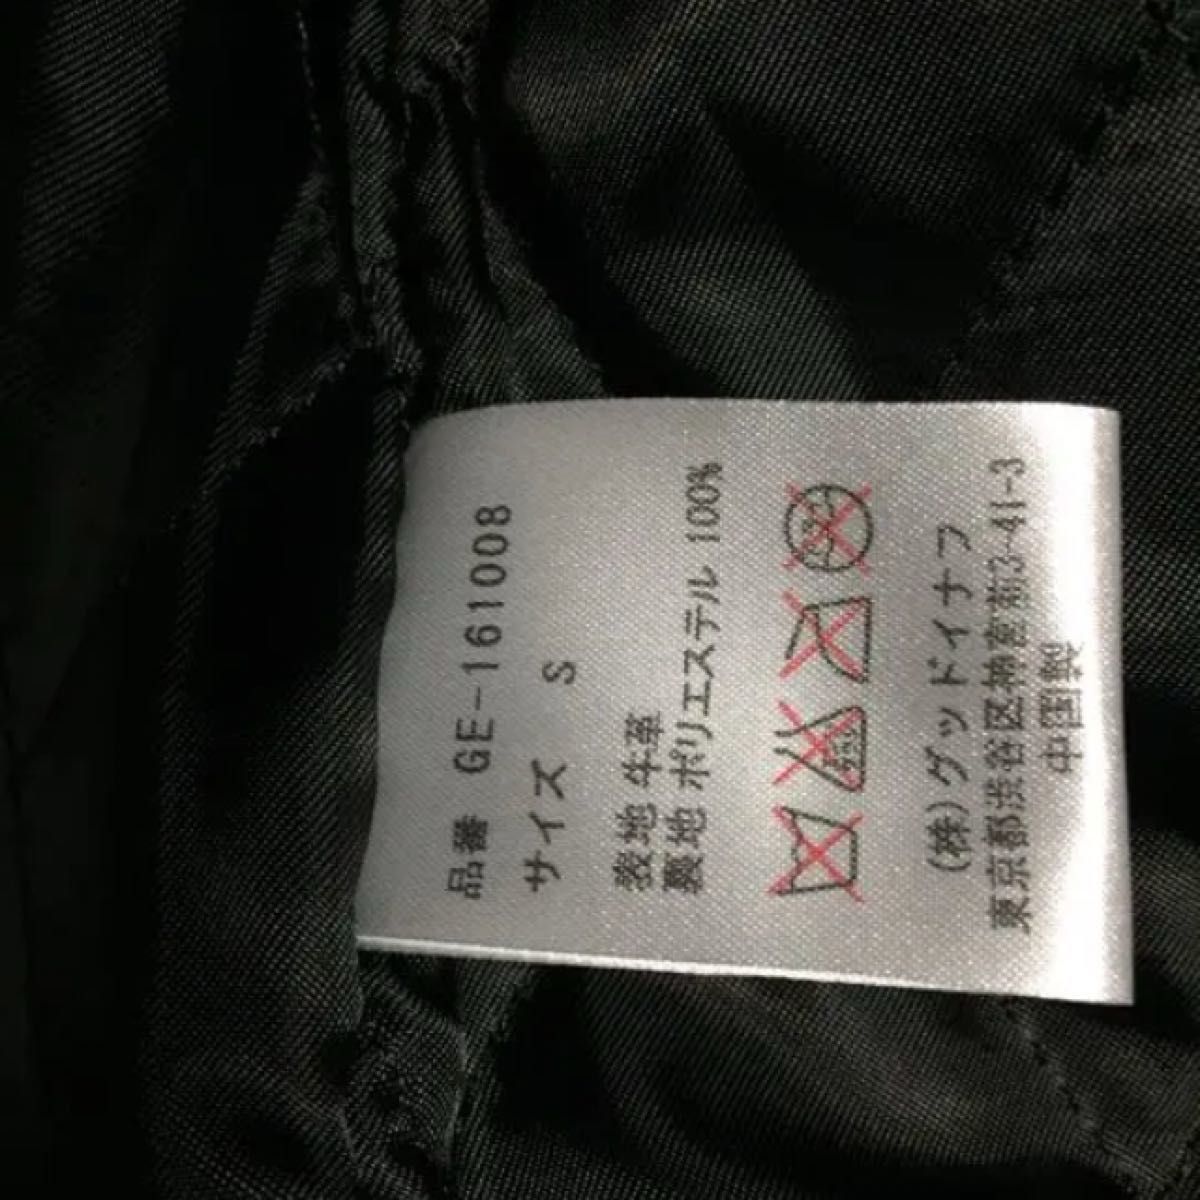 品番 GE-161008
サイズ S
表地 牛革
裏地 ポリエステル 100%
(株)グッドイナフ
東京都渋谷区神宮前3-41-3
中国製